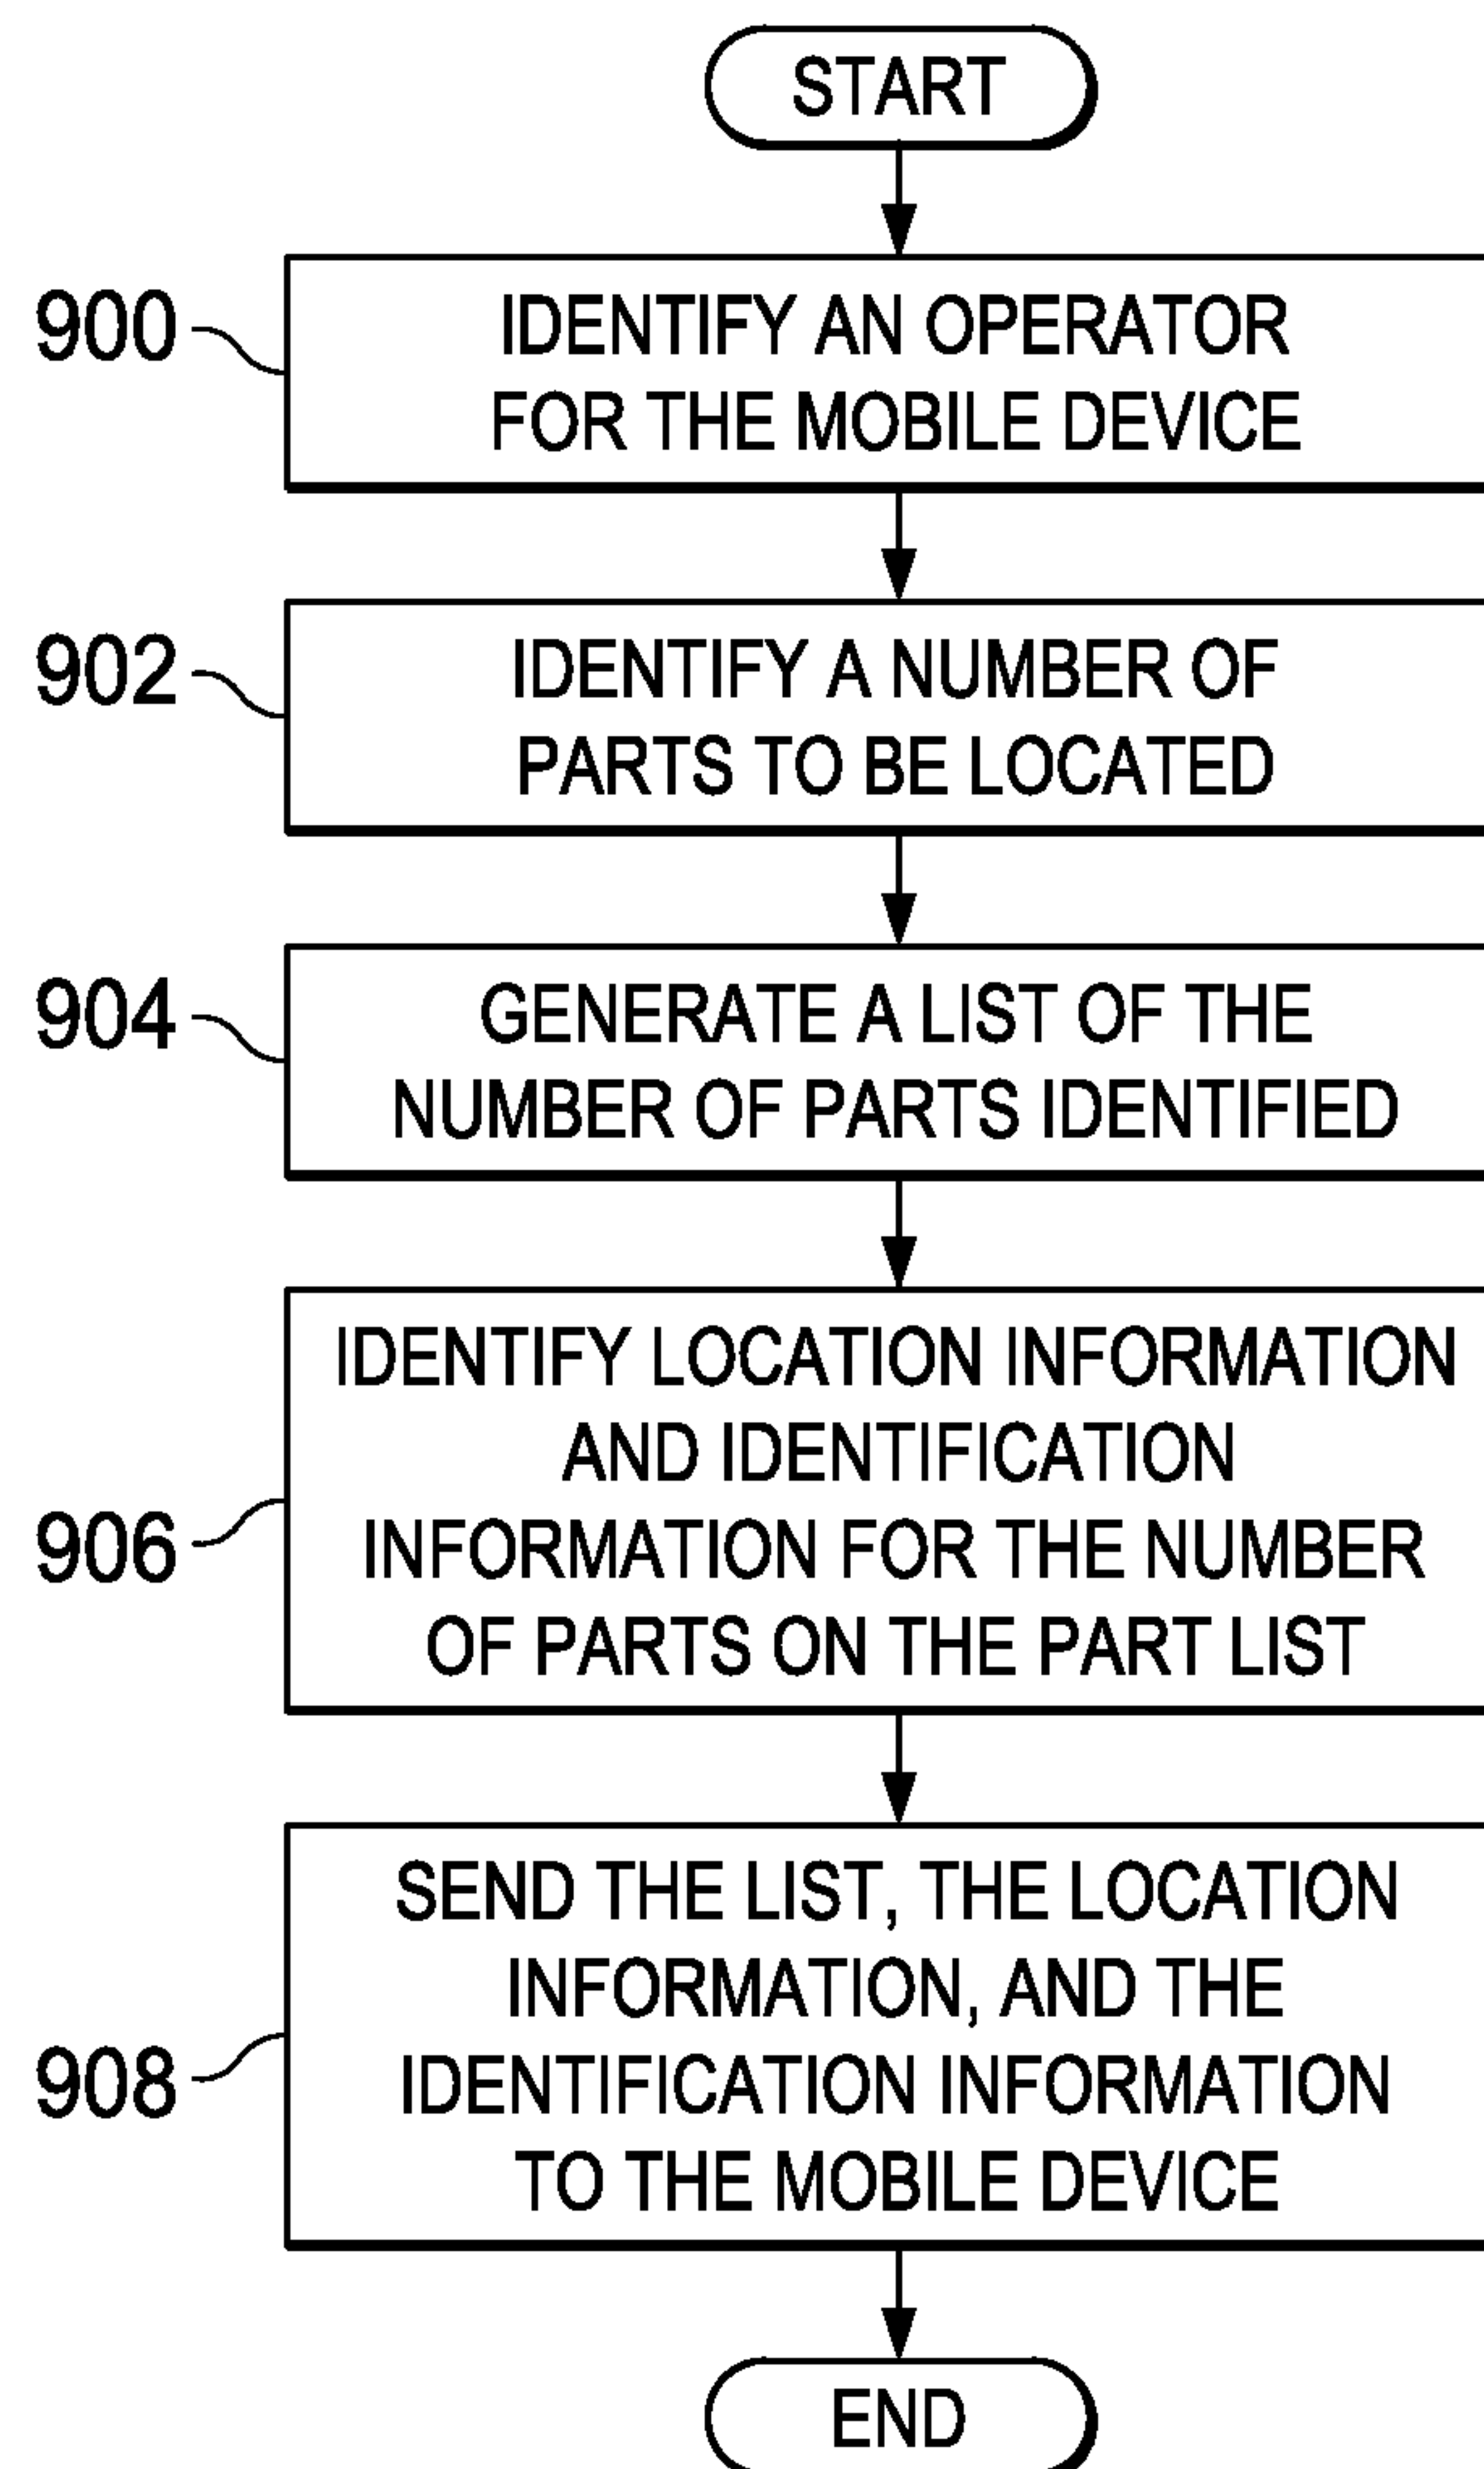 START
900
IDENTIFY AN OPERATOR
FOR THE MOBILE DEVICE
902
IDENTIFY A NUMBER OF
PARTS TO BE LOCATED
904
GENERATE A LIST OF THE
NUMBER OF PARTS IDENTIFIED
906
IDENTIFY LOCATION INFORMATION
AND IDENTIFICATION
INFORMATION FOR THE NUMBER
OF PARTS ON THE PART LIST
908
SEND THE LIST, THE LOCATION
INFORMATION, AND THE
IDENTIFICATION INFORMATION
TO THE MOBILE DEVICE
END